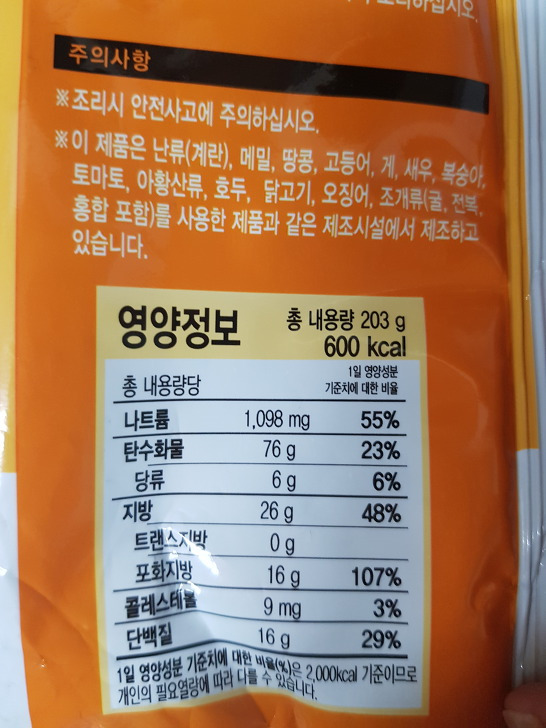 주의사항
※조리시 안전사고에 주의하십시오.
※이 제품은 난류(계란), 메밀, 땅콩, 고등어, 게, 새우, 복숭아,
토마토, 아황산류, 호두, 닭고기, 오징어, 조개류(굴, 전복,
홍합 포함)를 사용한 제품과 같은 제조시설에서 제조하고
있습니다.
영양정보 총 내용량 203 g
600 kcal
총 내용량당 1일 영양성분
기준치에 대한 비율
나트륨 1,098 mg 55%
탄수화물 76 g 23%
당류 6 g 6%
지방 26 g 48%
트랜스지방 0 g
포화지방 16 g 107%
콜레스테롤 9 mg 3%
단백질 16 g 29%
1일 영양성분 기준치에 대한 비율(%)은 2,000kcal 기준이므로
개인의 필요열량에 따라 다를 수 있습니다.